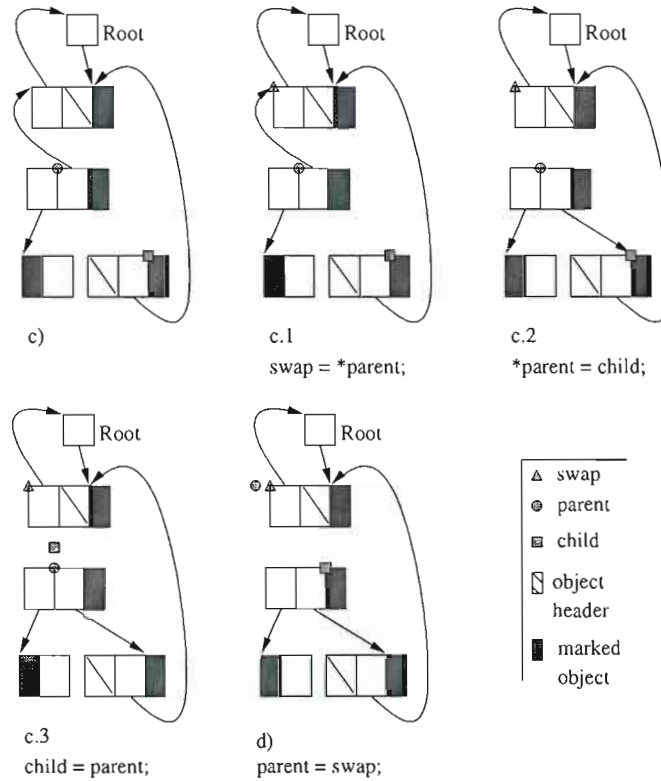 Root
Root
Root
c)
c.1
swap = *parent;
c.2
*parent = child;
Root
Root
swap
parent
child
object
header
marked
object
c.3
child = parent;
d)
parent = swap;